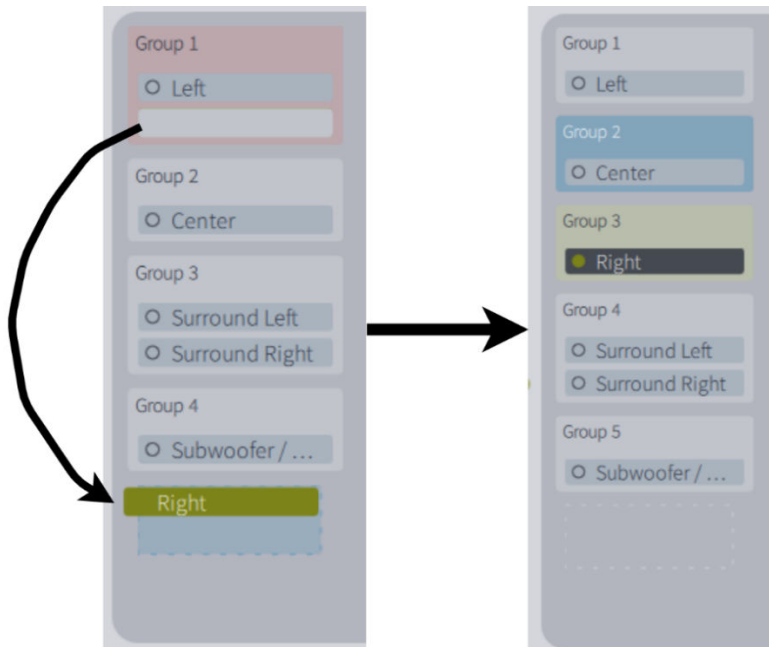 Group 1
Left
Group 2
Center
Group 3
Surround Left
Surround Right
Group 4
Subwoofer / ...
Right
Group 1
Left
Group 2
Center
Group 3
Right
Group 4
Surround Left
Surround Right
Group 5
Subwoofer / ...